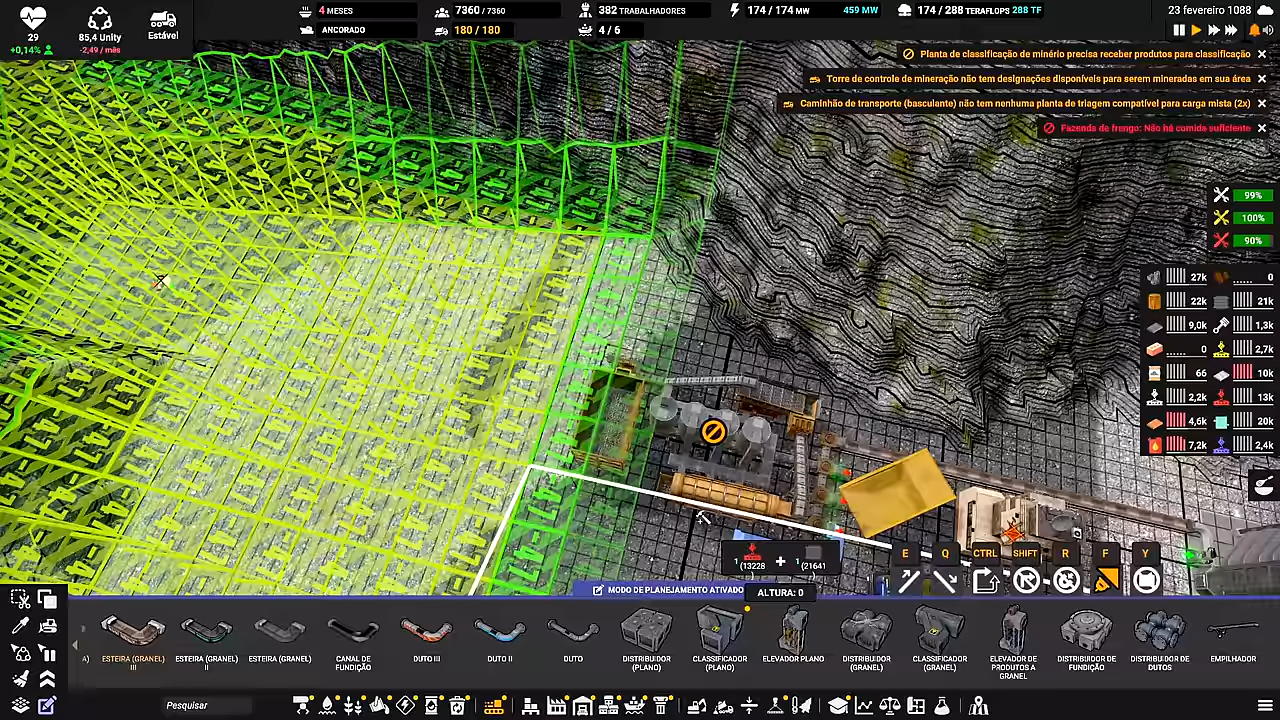 29
+0,14%
85,4 Unity
-2,49 / mês
Estável
4 MESES
ANCORADO
7360 / 7360
180 / 180
382 TRABALHADORES
4 / 6
174 / 174 MW 459 MW
174 / 288 TERAFLOPS 288 TF
23 fevereiro 1088
Planta de classificação de minério precisa receber produtos para classificação
Torre de controle de mineração não tem designações disponíveis para serem mineradas em sua área
Caminhão de transporte (basculante) não tem nenhuma planta de triagem compatível para carga mista (2x)
Fazenda de frango: Não há comida suficiente
99%
100%
90%
27k 0
22k 21k
9,0k 1,3k
0 2,7k
66 10k
2,2k 13k
4,6k 20k
7,2k 2,4k
E Q CTRL SHIFT R F Y
1 (13228 + 1 (21641
MODO DE PLANEJAMENTO ATIVADO
ALTURA: 0
A)
ESTEIRA (GRANEL) III
ESTEIRA (GRANEL) II
ESTEIRA (GRANEL)
CANAL DE FUNDIÇÃO
DUTO III
DUTO II
DUTO
DISTRIBUIDOR (PLANO)
CLASSIFICADOR (PLANO)
ELEVADOR PLANO
DISTRIBUIDOR (GRANEL)
CLASSIFICADOR (GRANEL)
ELEVADOR DE PRODUTOS A GRANEL
DISTRIBUIDOR DE FUNDIÇÃO
DISTRIBUIDOR DE DUTOS
EMPILHADOR
Pesquisar